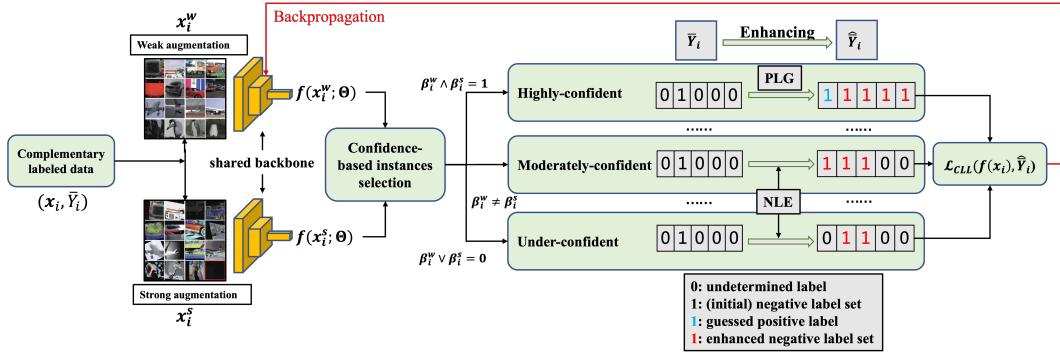 x_i^w
Weak augmentation
Backpropagation
f(x_i^w; Θ)
Complementary
labeled data
(x_i, Ȳ_i)
shared backbone
f(x_i^s; Θ)
Strong augmentation
x_i^s
Confidence-
based instances
selection
β_i^w ∧ β_i^s = 1
β_i^w ≠ β_i^s
β_i^w ∨ β_i^s = 0
Ȳ_i
Enhancing
Ȳ̂_i
Highly-confident
0 1 0 0 0
PLG
1 1 1 1 1
...... ......
Moderately-confident
0 1 0 0 0
1 1 1 0 0
...... ......
NLE
Under-confident
0 1 0 0 0
0 1 1 0 0
ℒ_CLL(f(x_i), Ȳ̂_i)
0: undetermined label
1: (initial) negative label set
1: guessed positive label
1: enhanced negative label set